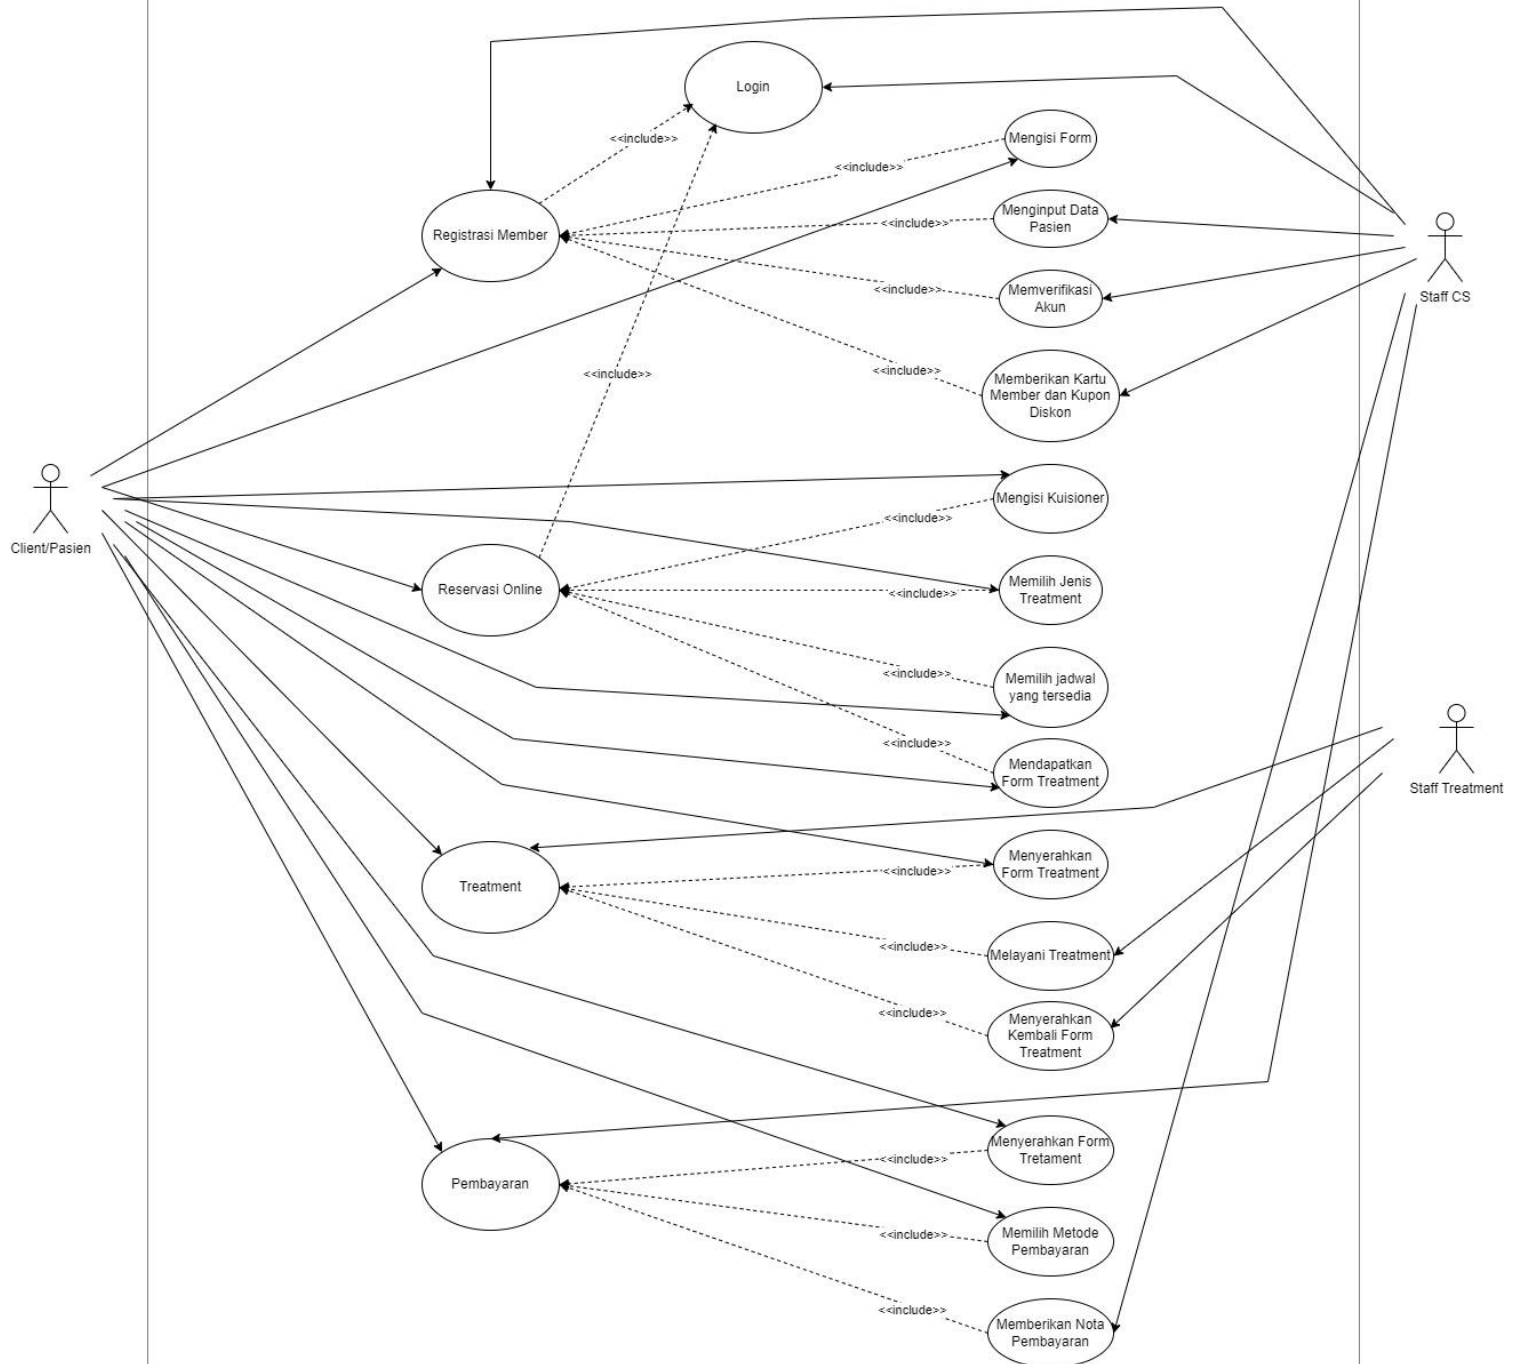 Login
<<include>>
Mengisi Form
<<include>>
Menginput Data
Pasien
<<include>>
Registrasi Member
Memverifikasi
Akun
<<include>>
Staff CS
Memberikan Kartu
Member dan Kupon
Diskon
<<include>>
<<include>>
Client/Pasien
Mengisi Kuisioner
<<include>>
Reservasi Online
Memilih Jenis
Treatment
<<include>>
Memilih jadwal
yang tersedia
<<include>>
<<include>>
Mendapatkan
Form Treatment
Staff Treatment
Menyerahkan
Form Treatment
<<include>>
Treatment
Melayani Treatment
<<include>>
<<include>>
Menyerahkan
Kembali Form
Treatment
Menyerahkan Form
Tretament
<<include>>
Pembayaran
Memilih Metode
Pembayaran
<<include>>
<<include>>
Memberikan Nota
Pembayaran